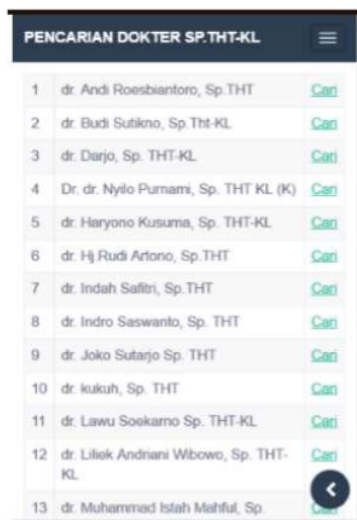 PENCARIAN DOKTER SP.THT-KL
1 dr. Andi Roesbiantoro, Sp.THT Cari
2 dr. Budi Sutikno, Sp.Tht-KL Cari
3 dr. Darjo, Sp. THT-KL Cari
4 Dr. dr. Nyilo Purnami, Sp. THT KL (K) Cari
5 dr. Haryono Kusuma, Sp. THT-KL Cari
6 dr. Hj.Rudi Artono, Sp.THT Cari
7 dr. Indah Safitri, Sp.THT Cari
8 dr. Indro Saswanto, Sp. THT Cari
9 dr. Joko Sutarjo Sp. THT Cari
10 dr. kukuh, Sp. THT Cari
11 dr. Lawu Soekarno Sp. THT-KL Cari
12 dr. Liliek Andriani Wibowo, Sp. THT- Cari
KL
13 dr. Muhammad Istah Mahful, Sp. Cari